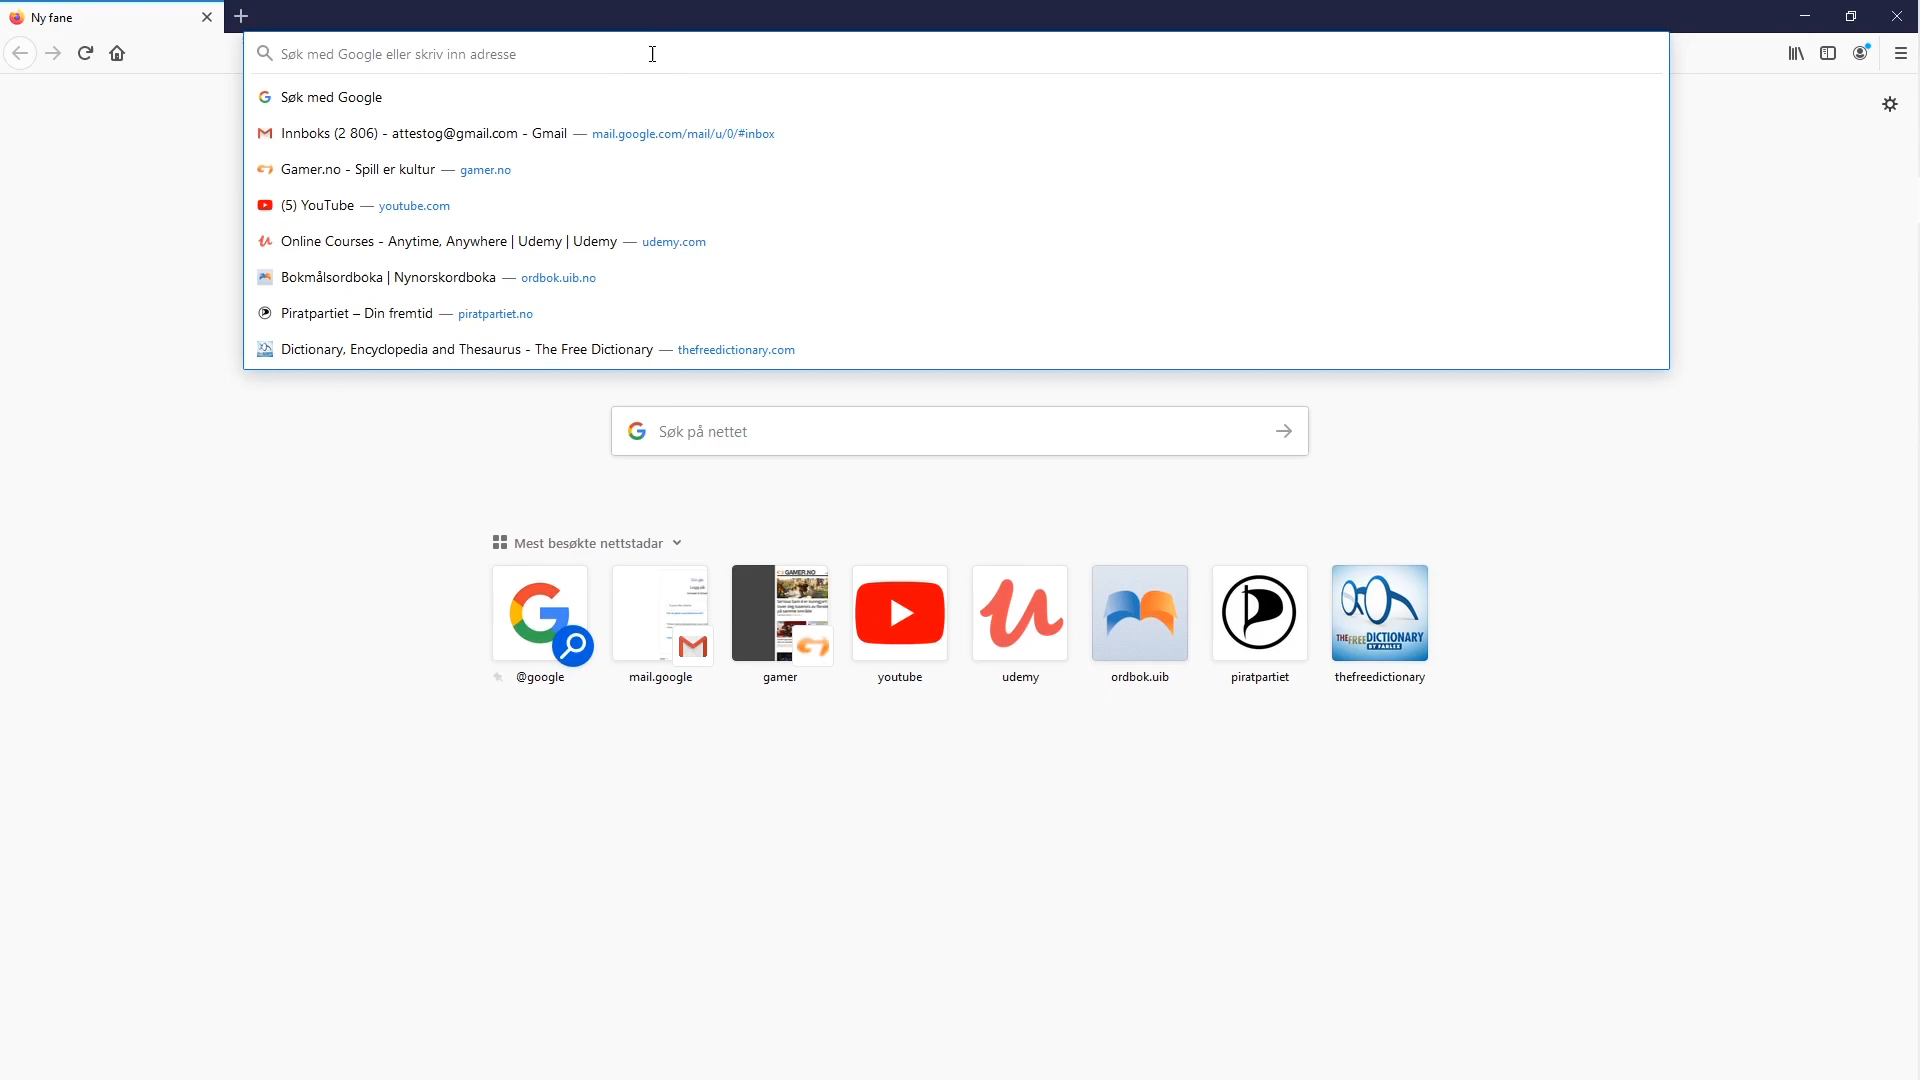 Ny fane
Søk med Google eller skriv inn adresse
Søk med Google
Innboks (2 806) - attestog@gmail.com - Gmail — mail.google.com/mail/u/0/#inbox
Gamer.no - Spill er kultur — gamer.no
(5) YouTube — youtube.com
Online Courses - Anytime, Anywhere | Udemy | Udemy — udemy.com
Bokmålsordboka | Nynorskordboka — ordbok.uib.no
Piratpartiet – Din fremtid — piratpartiet.no
Dictionary, Encyclopedia and Thesaurus - The Free Dictionary — thefreedictionary.com
Søk på nettet
Mest besøkte nettstadar
GAMER.NO
THE FREE DICTIONARY
BY FARLEX
@google mail.google gamer youtube udemy ordbok.uib piratpartiet thefreedictionary